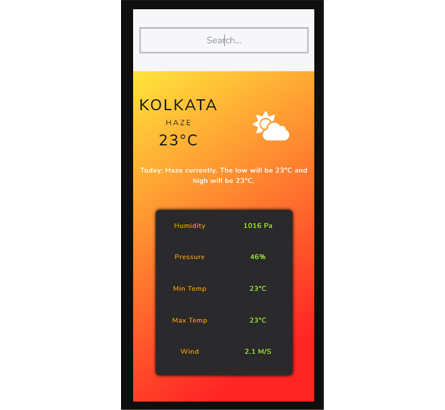 Search...
KOLKATA
HAZE
23°C
Today: Haze currently. The low will be 23°C and
high will be 23°C.
Humidity 1016 Pa
Pressure 46%
Min Temp 23°C
Max Temp 23°C
Wind 2.1 M/S